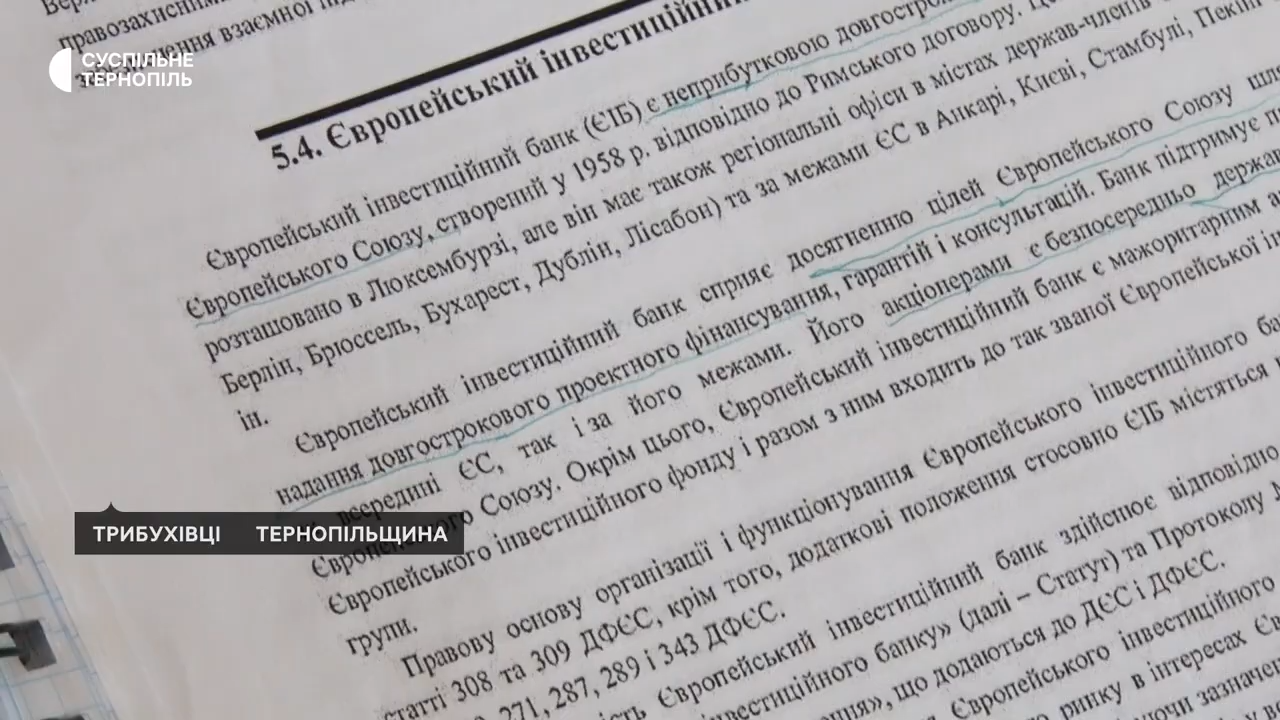 СУСПІЛЬНЕ
ТЕРНОПІЛЬ
правозахисними
взаємної
5.4. Європейський інвестиційний
Європейський інвестиційний банк (ЄІБ) є неприбутковою довгостроковою
Європейського Союзу, створений у 1958 р. відповідно до Римського договору.
розташовано в Люксембурзі, але він має також регіональні офіси в містах держав-членів
Берлін, Брюссель, Бухарест, Дублін, Лісабон) та за межами ЄС в Анкарі, Києві, Стамбулі,
ін.
Європейський інвестиційний банк сприяє досягненню цілей Європейського Союзу
надання довгострокового проектного фінансування, гарантій і консультацій. Банк підтримує
всередині ЄС, так і за його межами. Його акціонерами є безпосередньо
Європейського Союзу. Окрім цього, Європейський інвестиційний банк є мажоритарним
Європейського інвестиційного фонду і разом з ним входить до так званої Європейської
групи.
Правову основу організації і функціонування Європейського інвестиційного
статті 308 та 309 ДФЄС, крім того, додаткові положення стосовно ЄІБ містяться
271, 287, 289 і 343 ДФЄС.
Європейський інвестиційний банк здійснює відповідно
банку» (далі – Статут) та Протоколу
що додаються до ДЄС і ДФЄС.
Європейського інвестиційного
ринку в інтересах
ТРИБУХІВЦІ ТЕРНОПІЛЬЩИНА